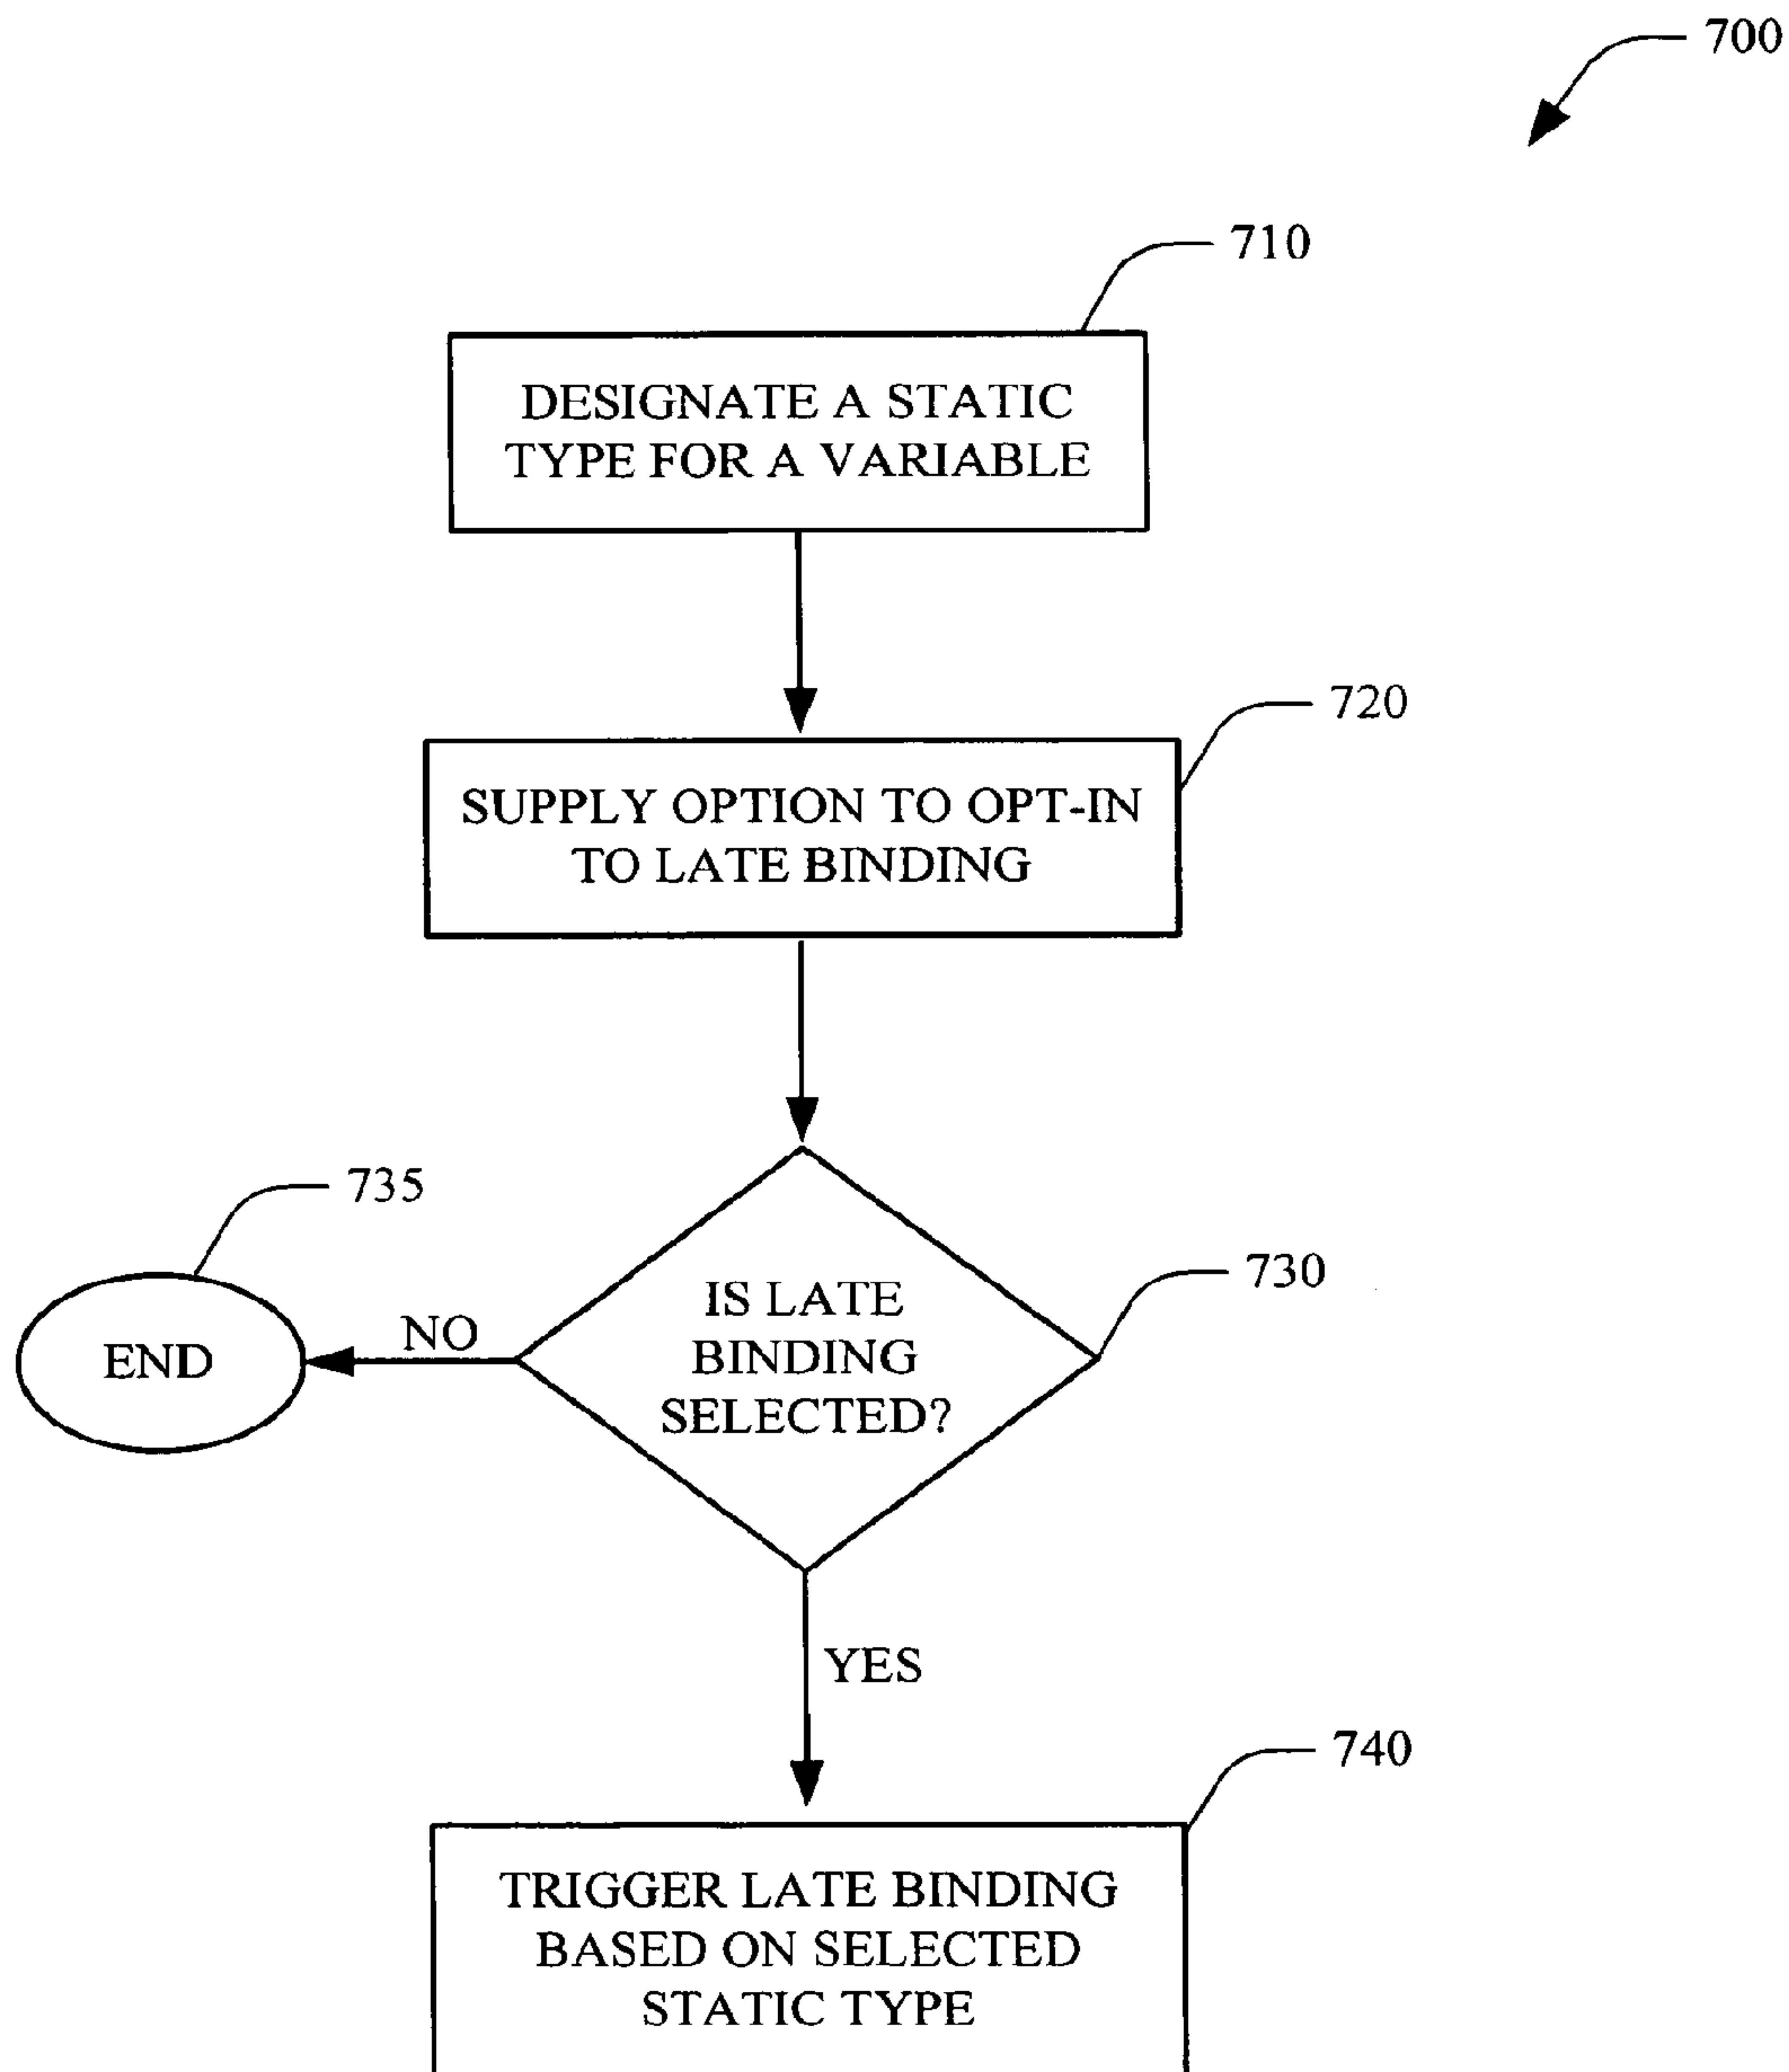 700
710
DESIGNATE A STATIC
TYPE FOR A VARIABLE
720
SUPPLY OPTION TO OPT-IN
TO LATE BINDING
735
730
IS LATE
BINDING
SELECTED?
NO
END
YES
740
TRIGGER LATE BINDING
BASED ON SELECTED
STATIC TYPE